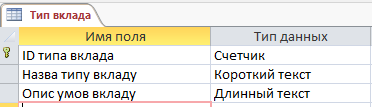 Тип вклада
Имя поля Тип данных
ID типа вклада Счетчик
Назва типу вкладу Короткий текст
Опис умов вкладу Длинный текст